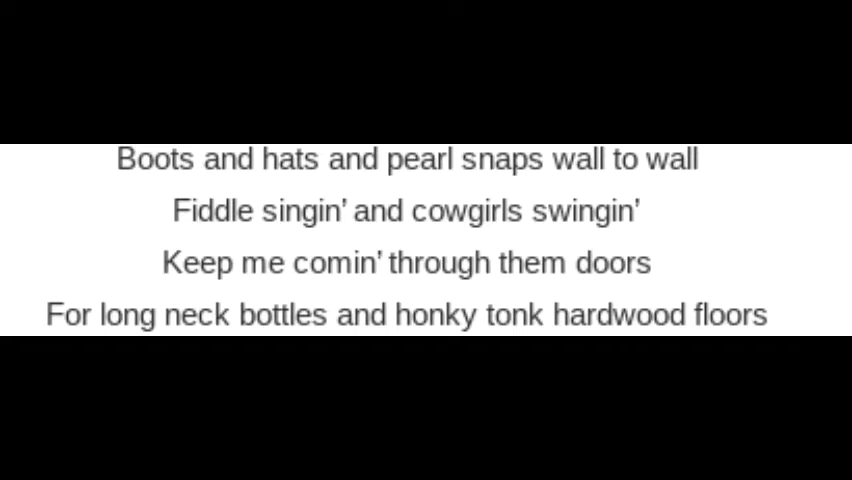 Boots and hats and pearl snaps wall to wall
Fiddle singin’ and cowgirls swingin’
Keep me comin’ through them doors
For long neck bottles and honky tonk hardwood floors